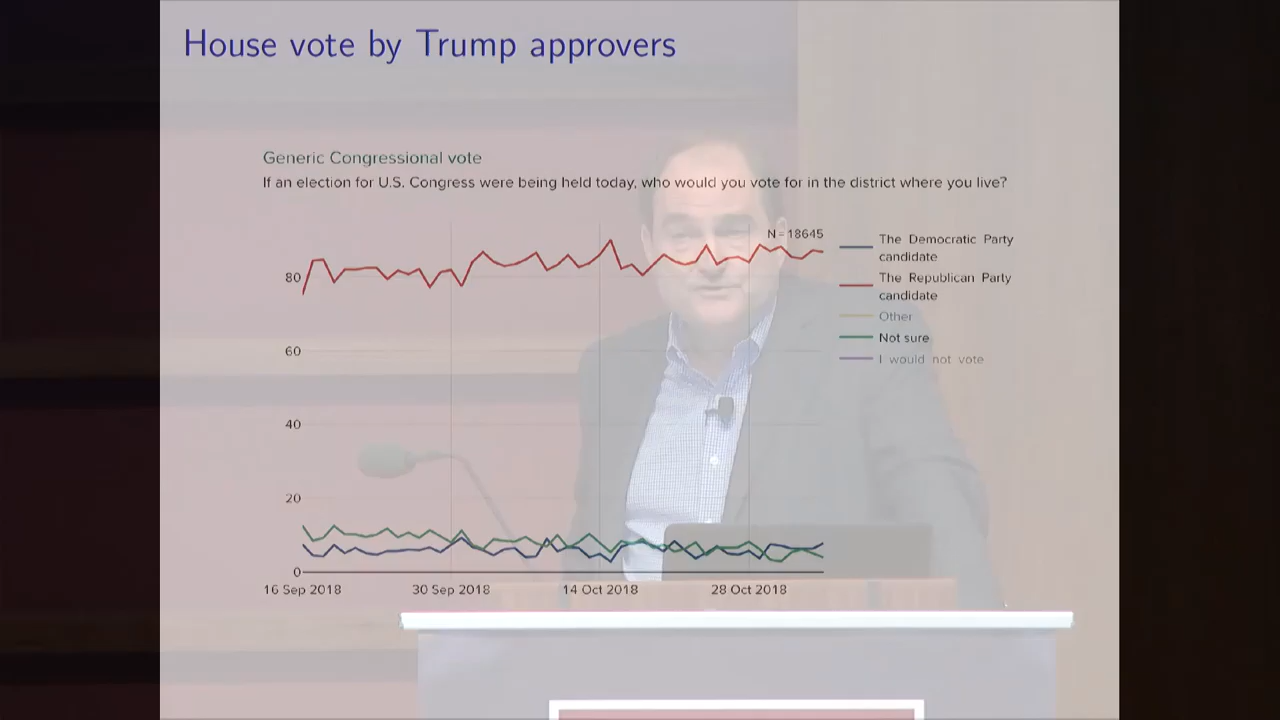 House vote by Trump approvers
Generic Congressional vote
If an election for U.S. Congress were being held today, who would you vote for in the district where you live?
N = 18645
The Democratic Party
candidate
The Republican Party
candidate
Other
Not sure
I would not vote
80
60
40
20
0
16 Sep 2018
30 Sep 2018
14 Oct 2018
28 Oct 2018